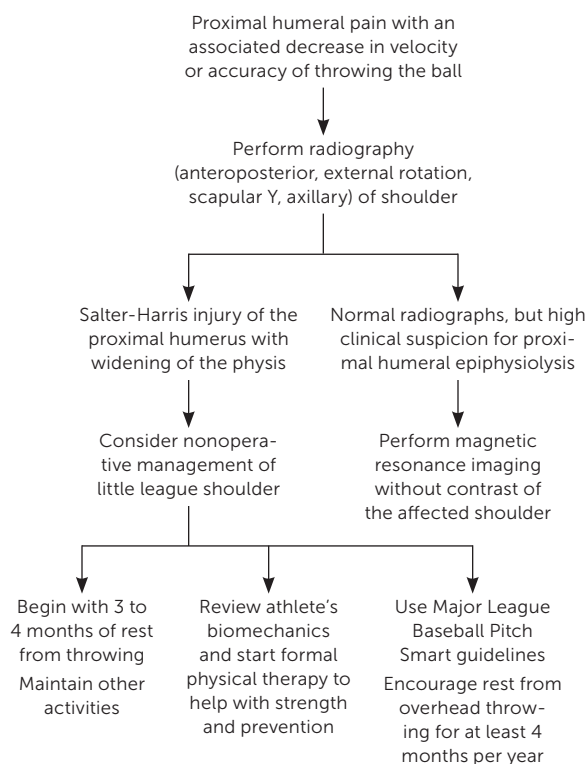 Proximal humeral pain with an
associated decrease in velocity
or accuracy of throwing the ball
Perform radiography
(anteroposterior, external rotation,
scapular Y, axillary) of shoulder
Salter-Harris injury of the
proximal humerus with
widening of the physis
Normal radiographs, but high
clinical suspicion for proxi-
mal humeral epiphysiolysis
Consider nonopera-
tive management of
little league shoulder
Perform magnetic
resonance imaging
without contrast of
the affected shoulder
Begin with 3 to
4 months of rest
from throwing
Maintain other
activities
Review athlete’s
biomechanics
and start formal
physical therapy to
help with strength
and prevention
Use Major League
Baseball Pitch
Smart guidelines
Encourage rest from
overhead throw-
ing for at least 4
months per year